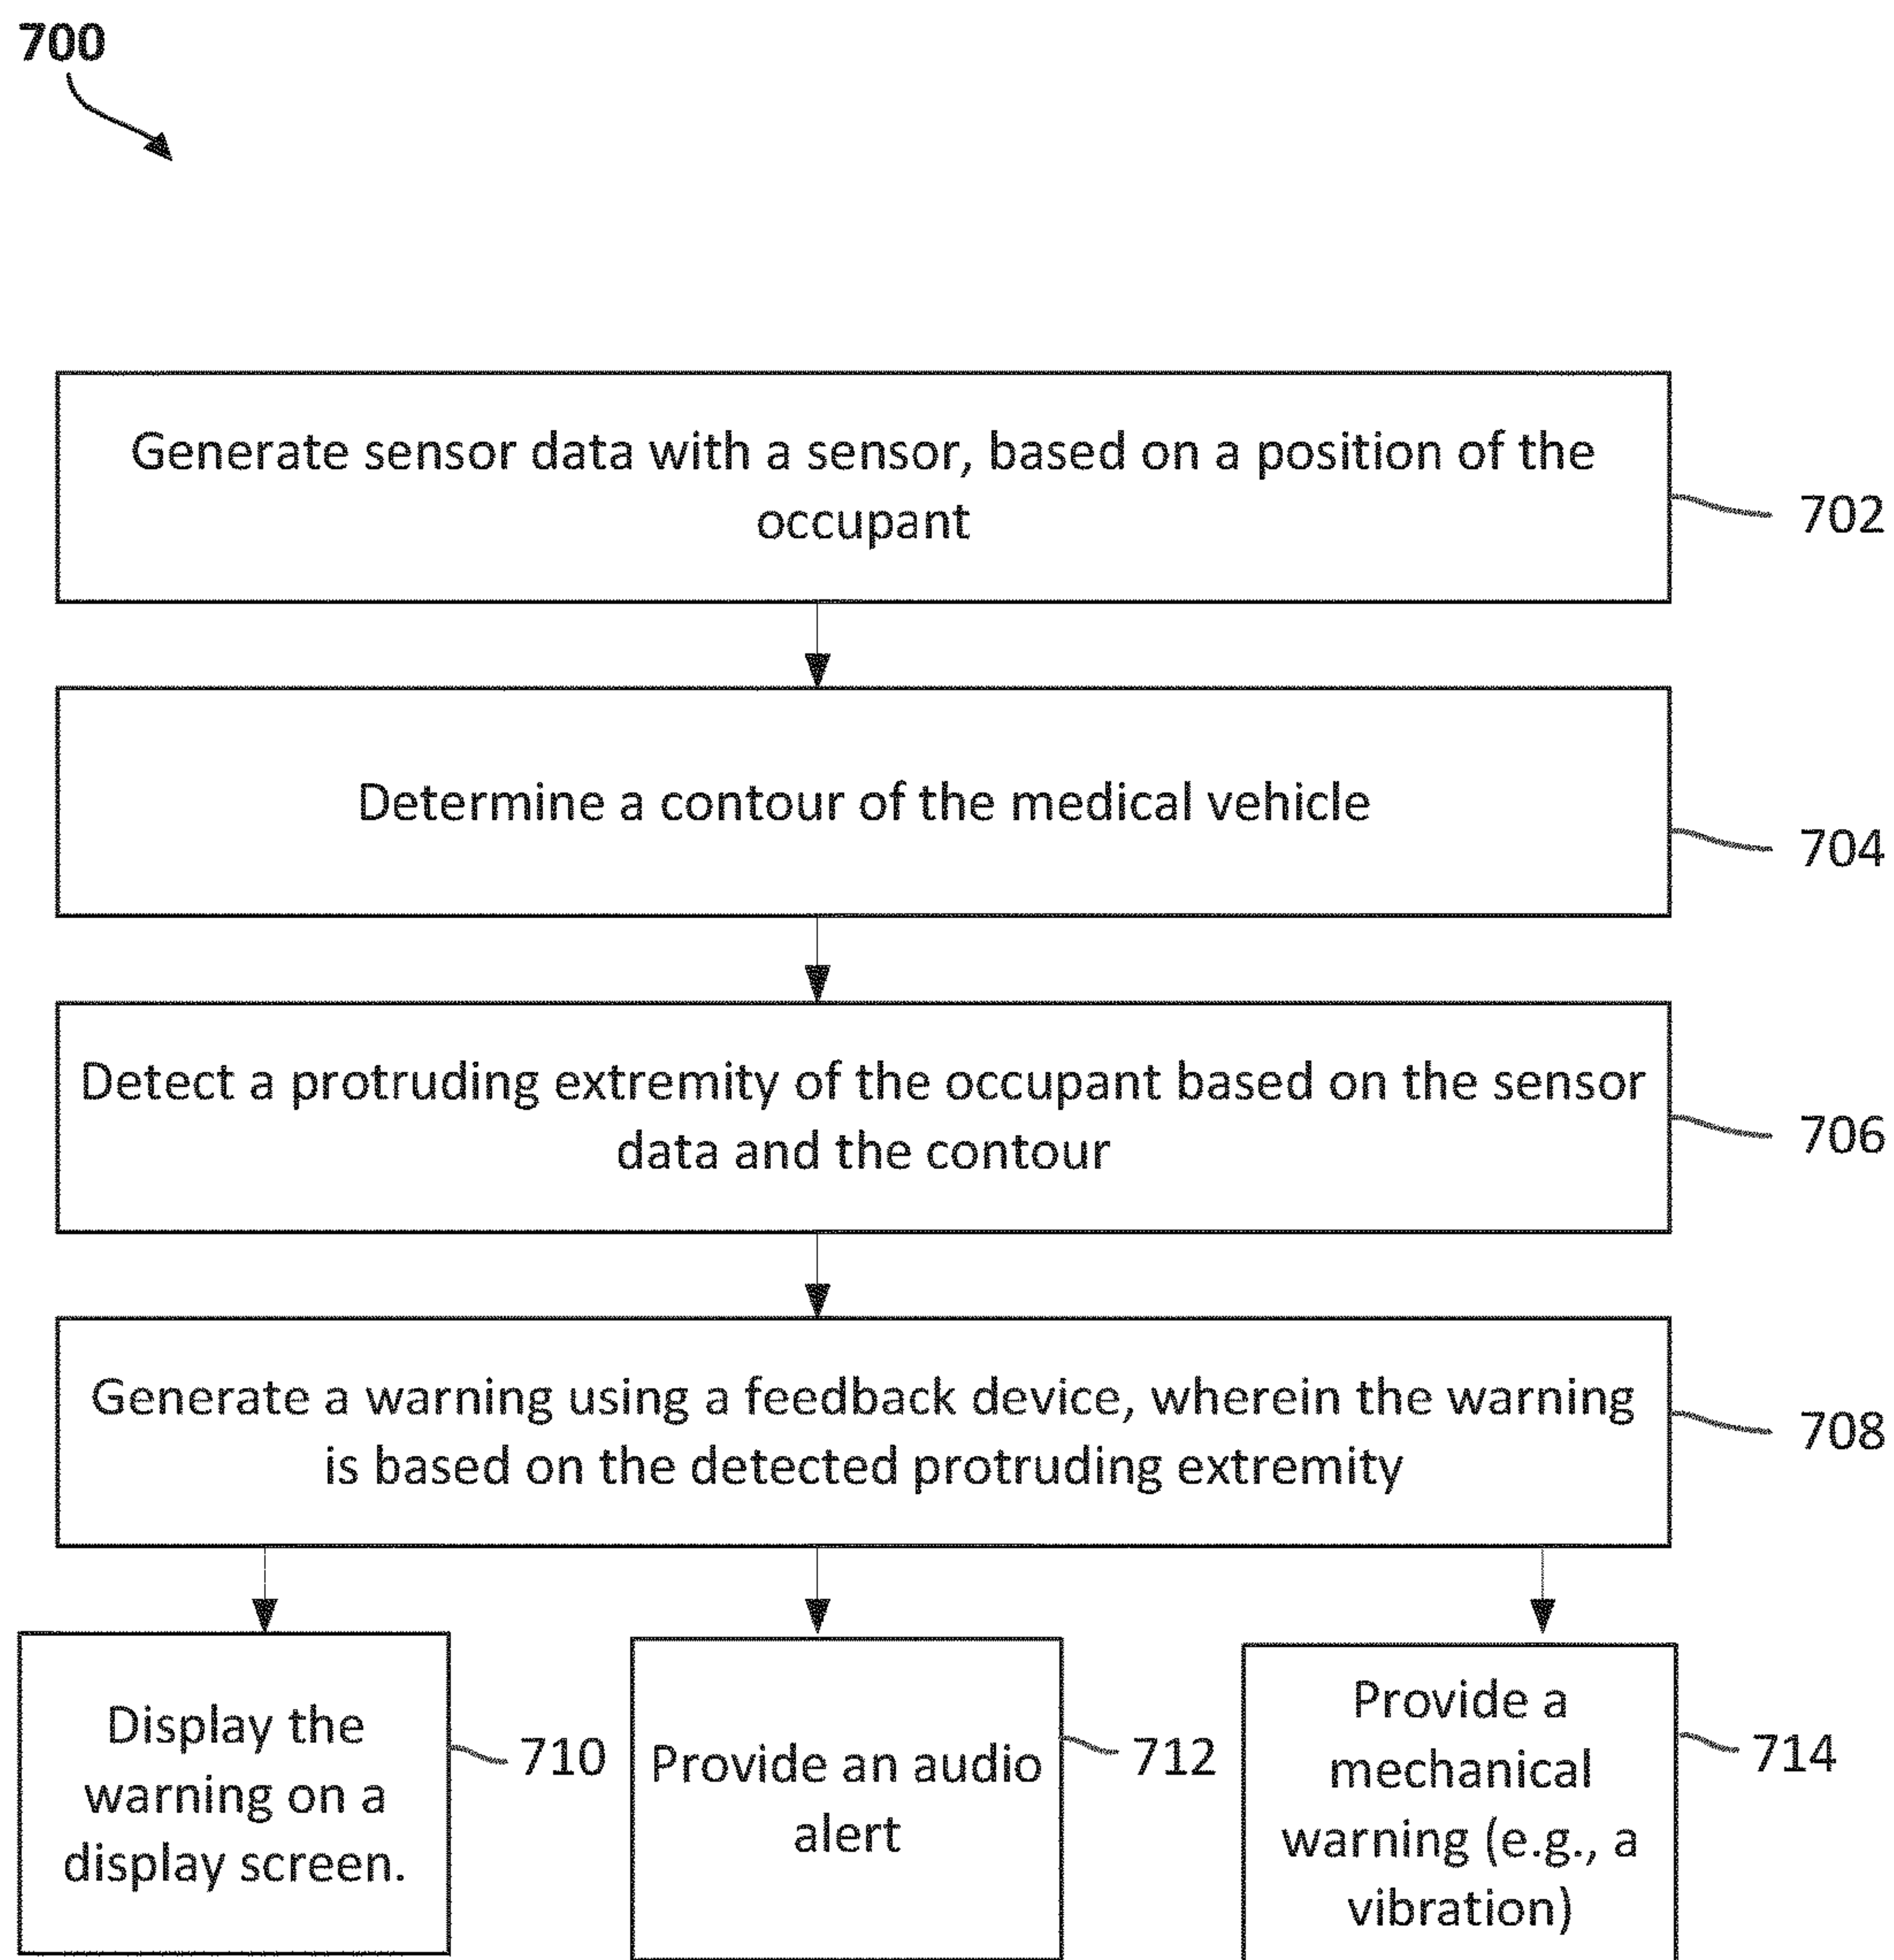 700
Generate sensor data with a sensor, based on a position of the
occupant
702
Determine a contour of the medical vehicle
704
Detect a protruding extremity of the occupant based on the sensor
data and the contour
706
Generate a warning using a feedback device, wherein the warning
is based on the detected protruding extremity
708
Display the
warning on a
display screen.
710
Provide an audio
alert
712
Provide a
mechanical
warning (e.g., a
vibration)
714